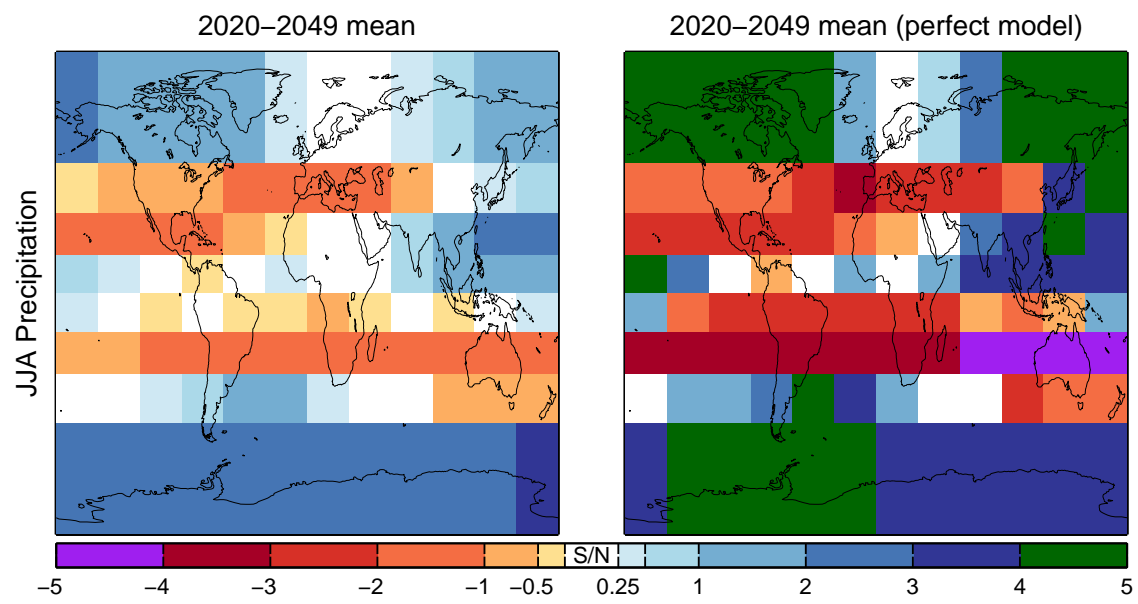 2020–2049 mean
2020–2049 mean (perfect model)
JJA Precipitation
S/N
−5 −4 −3 −2 −1 −0.5 0.25 1 2 3 4 5